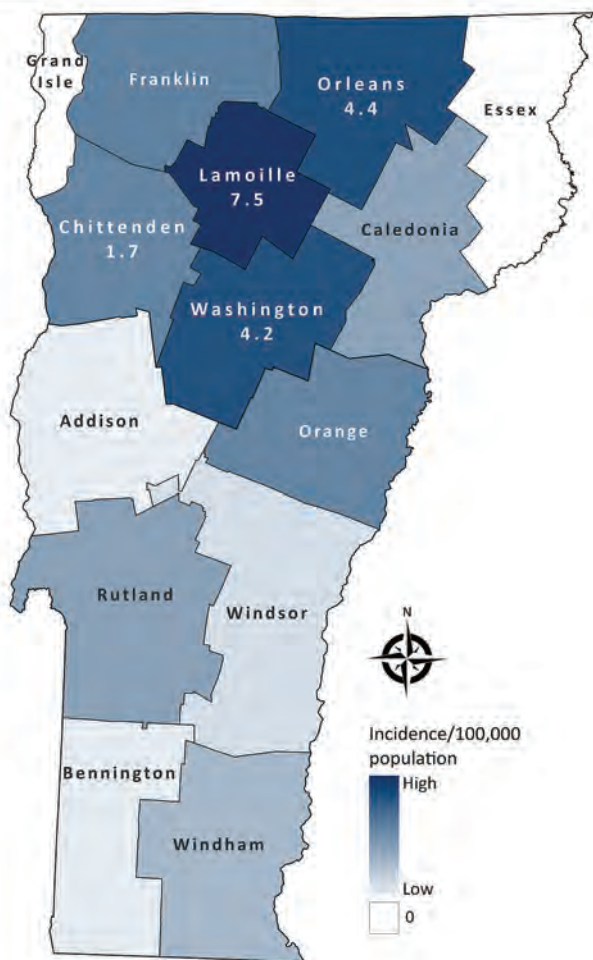 Grand
Isle
Franklin
Orleans
4.4
Essex
Lamoille
7.5
Chittenden
1.7
Caledonia
Washington
4.2
Addison
Orange
Rutland
Windsor
N
Incidence/100,000
population
High
Low
0
Bennington
Windham